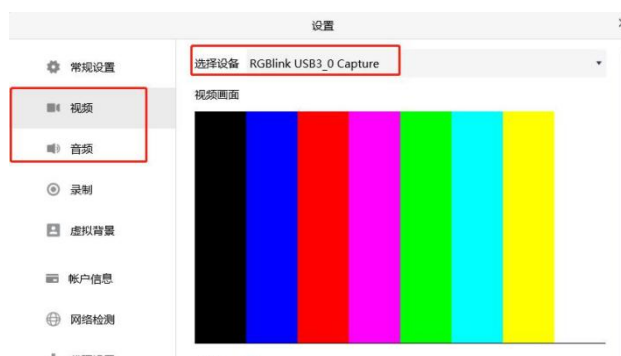 设置
常规设置
选择设备 RGBlink USB3_0 Capture
视频画面
视频
音频
录制
虚拟背景
帐户信息
网络检测